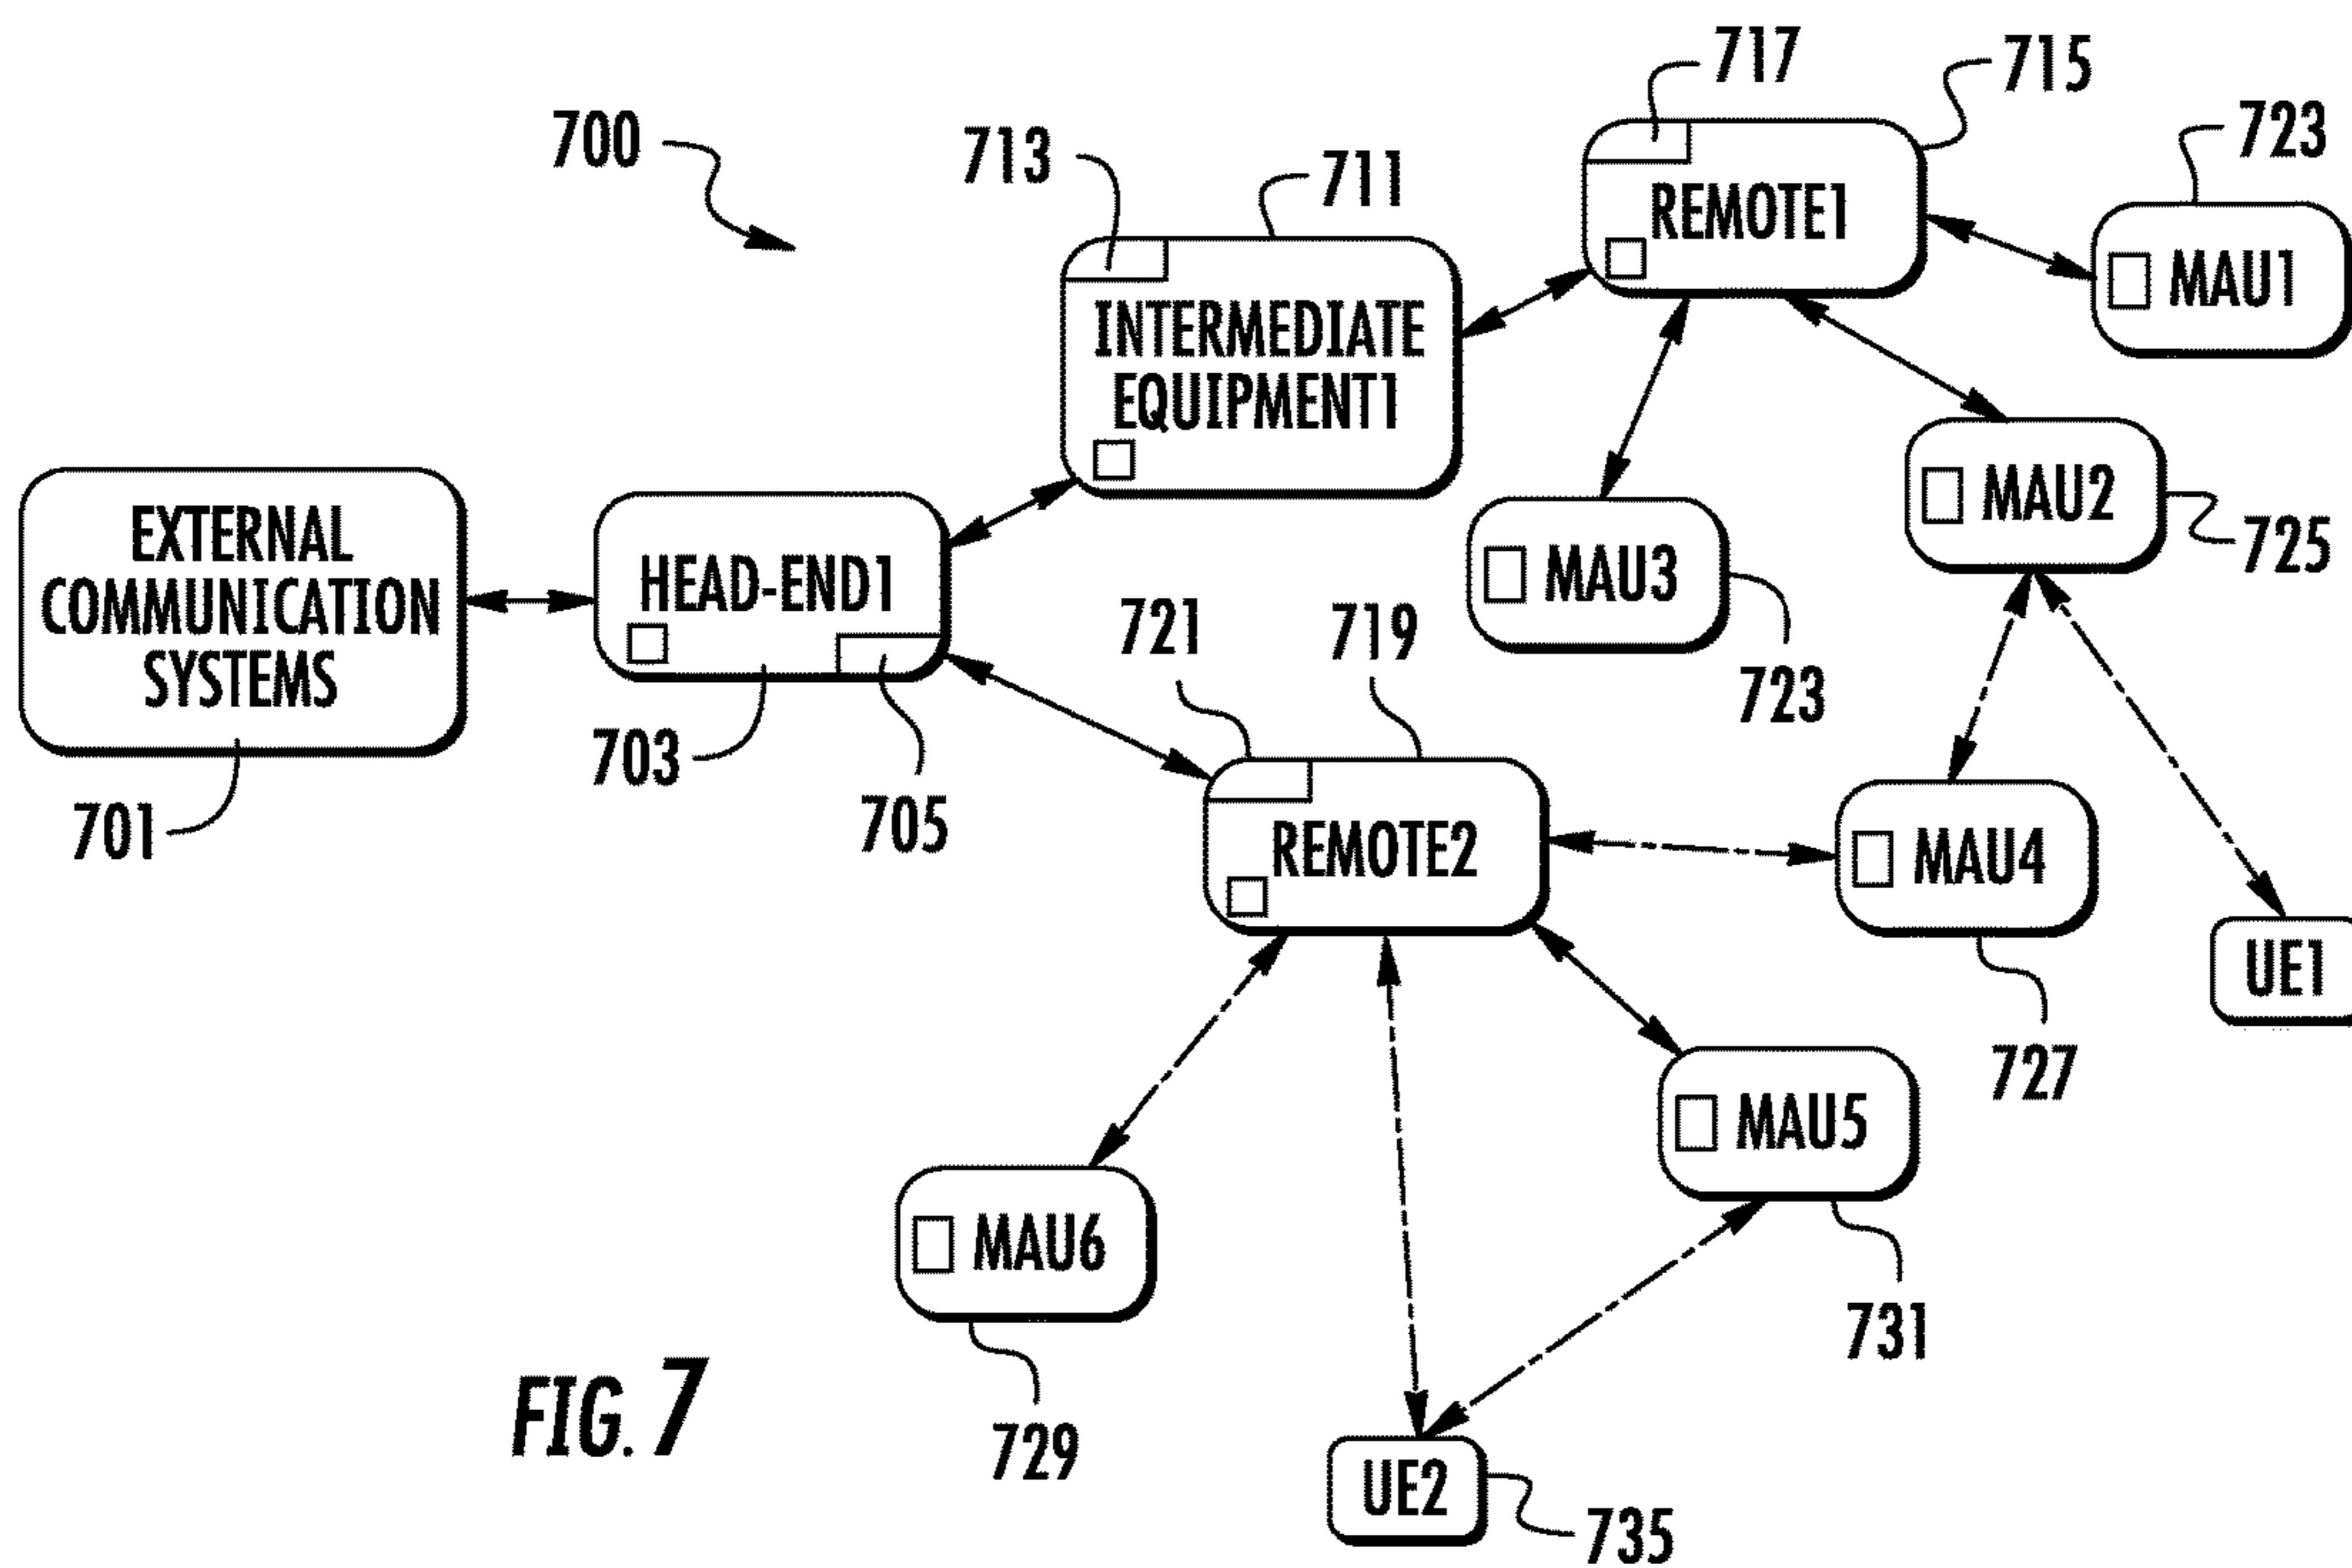 717
715
700
713
711
723
REMOTE1
MAU1
INTERMEDIATE
EQUIPMENT1
EXTERNAL
COMMUNICATION
SYSTEMS
HEAD-END1
MAU3
MAU2
725
721
719
723
703
701
705
REMOTE2
MAU4
UE1
727
MAU5
MAU6
731
729
UE2
735
FIG. 7